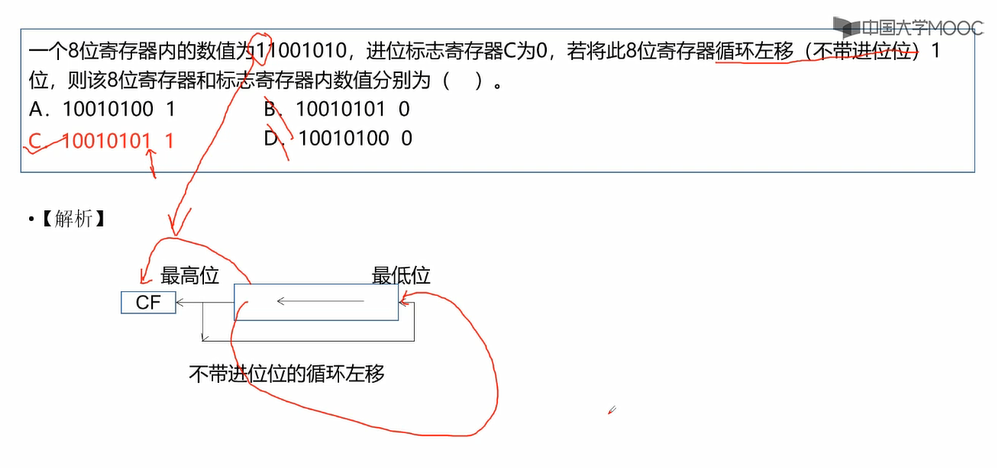 中国大学MOOC
一个8位寄存器内的数值为11001010，进位标志寄存器C为0，若将此8位寄存器循环左移（不带进位位）1
位，则该8位寄存器和标志寄存器内数值分别为（ ）。
A. 10010100 1 B. 10010101 0
C. 10010101 1 D. 10010100 0
•【解析】
最高位 最低位
CF
不带进位位的循环左移